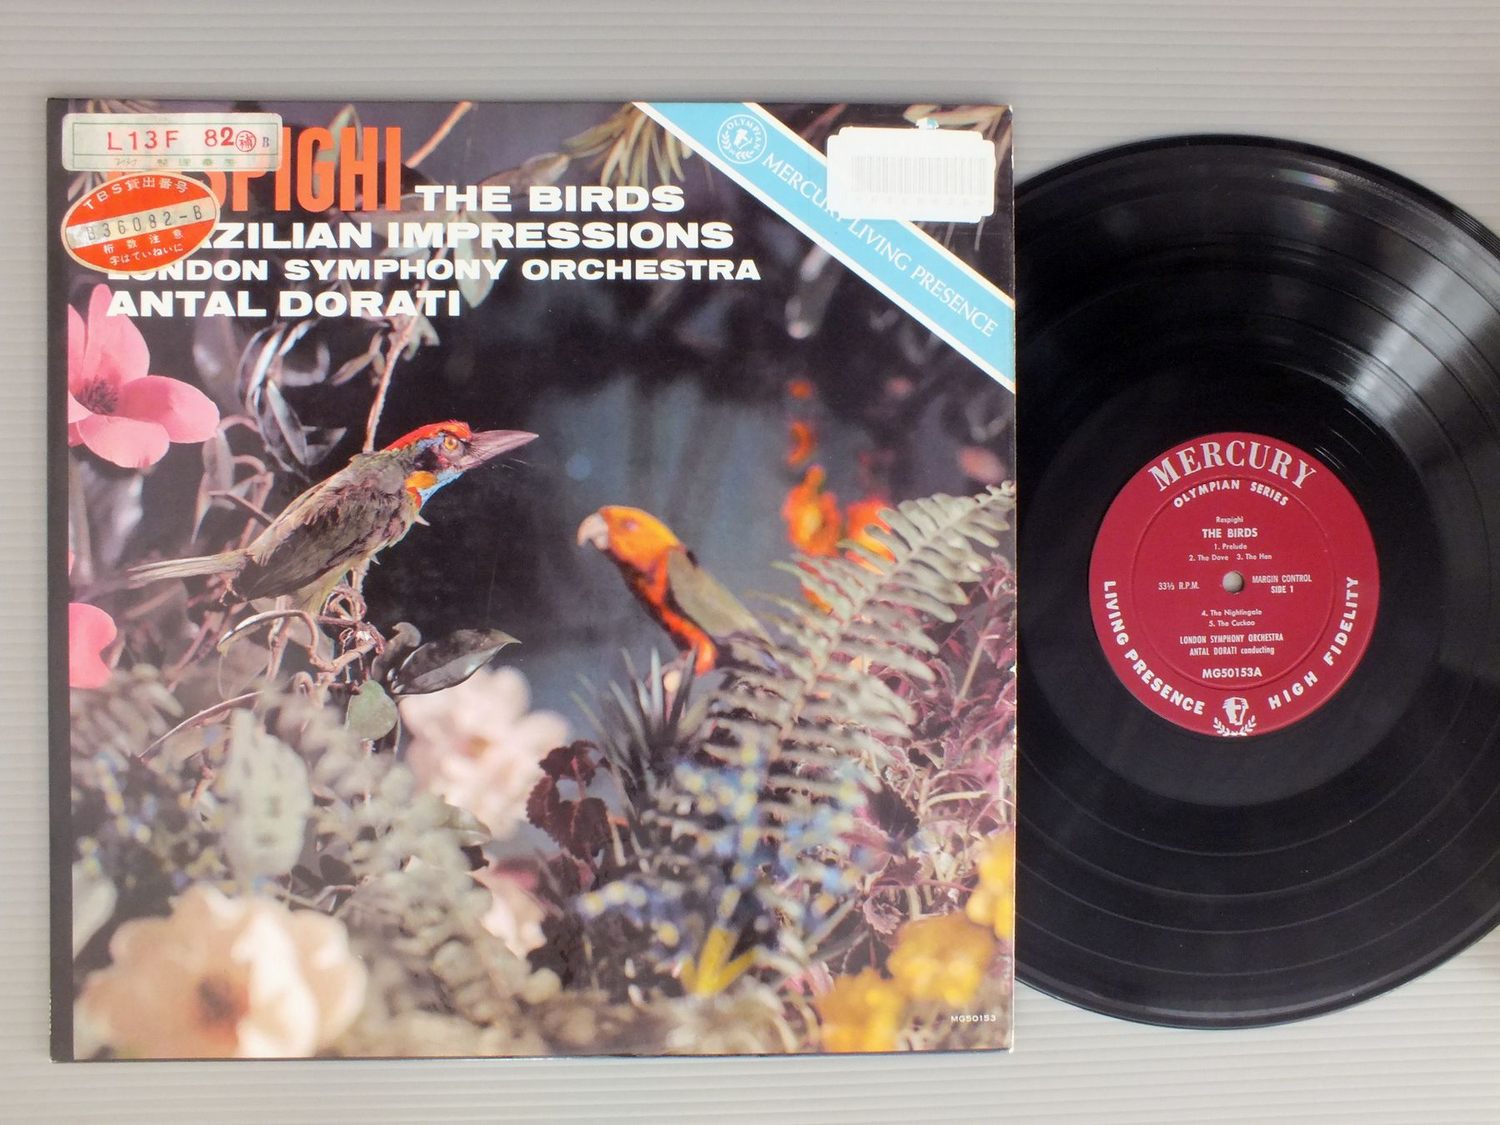 L13F 82 補 B
TBS貸出番号
B36082-B
桁数注意
字はていねいに
SPIGHI THE BIRDS
AZILIAN IMPRESSIONS
LONDON SYMPHONY ORCHESTRA
ANTAL DORATI
OLYMPIAN
MERCURY LIVING PRESENCE
MG50153
MERCURY
OLYMPIAN SERIES
Respighi
THE BIRDS
1. Prelude
2. The Dove 3. The Hen
33⅓ R.P.M.
MARGIN CONTROL
SIDE 1
4. The Nightingale
5. The Cuckoo
LONDON SYMPHONY ORCHESTRA
ANTAL DORATI conducting
MG50153A
LIVING PRESENCE HIGH FIDELITY